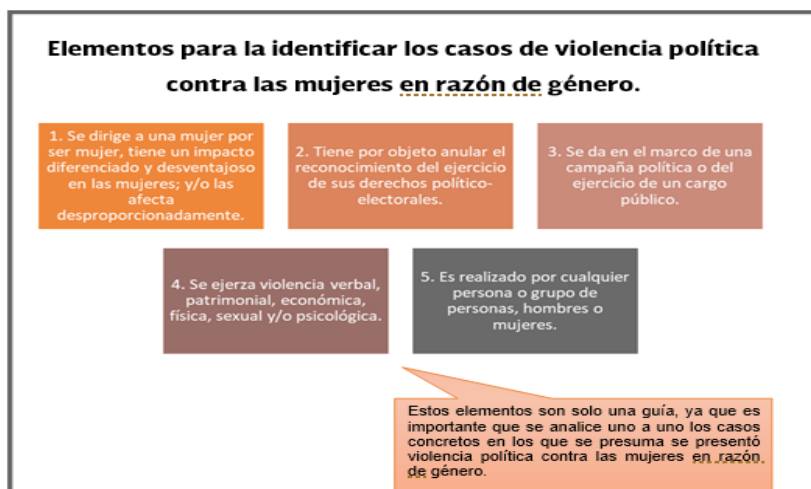 Elementos para la identificar los casos de violencia política
contra las mujeres en razón de género.
1. Se dirige a una mujer por
ser mujer, tiene un impacto
diferenciado y desventajoso
en las mujeres; y/o las
afecta
desproporcionadamente.
2. Tiene por objeto anular el
reconocimiento del ejercicio
de sus derechos político-
electorales.
3. Se da en el marco de una
campaña política o del
ejercicio de un cargo
público.
4. Se ejerza violencia verbal,
patrimonial, económica,
física, sexual y/o psicológica.
5. Es realizado por cualquier
persona o grupo de
personas, hombres o
mujeres.
Estos elementos son solo una guía, ya que es
importante que se analice uno a uno los casos
concretos en los que se presuma se presentó
violencia política contra las mujeres en razón
de género.